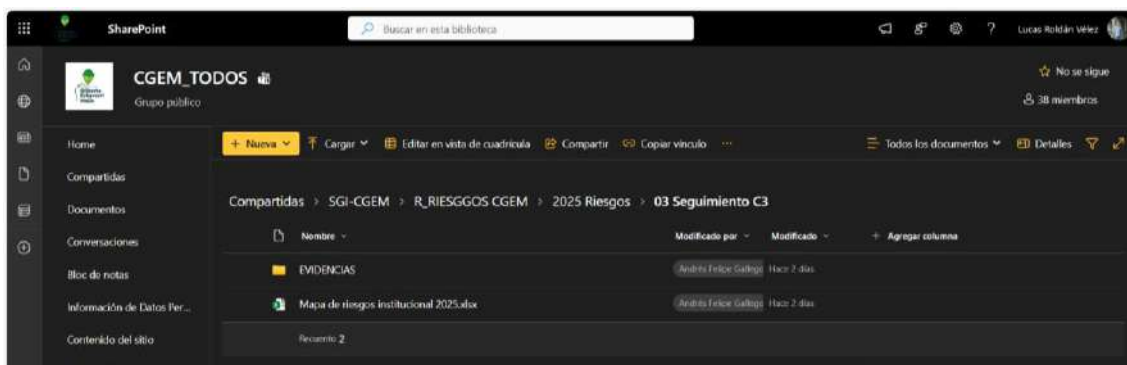 SharePoint
Buscar en esta biblioteca
?
Lucas Roldán Vélez
CGEM_TODOS
Grupo público
No se sigue
38 miembros
Home
Compartidas
Documentos
Conversaciones
Bloc de notas
Información de Datos Per...
Contenido del sitio
+ Nueva
Cargar
Editar en vista de cuadrícula
Compartir
Copiar vínculo
...
Todos los documentos
Detalles
Compartidas > SGI-CGEM > R_RIESGGOS CGEM > 2025 Riesgos > 03 Seguimiento C3
Nombre
Modificado por
Modificado
+ Agregar columna
EVIDENCIAS
Andrés Felipe Gallego
Hace 2 días
Mapa de riesgos institucional 2025.xlsx
Andrés Felipe Gallego
Hace 2 días
Recuento 2